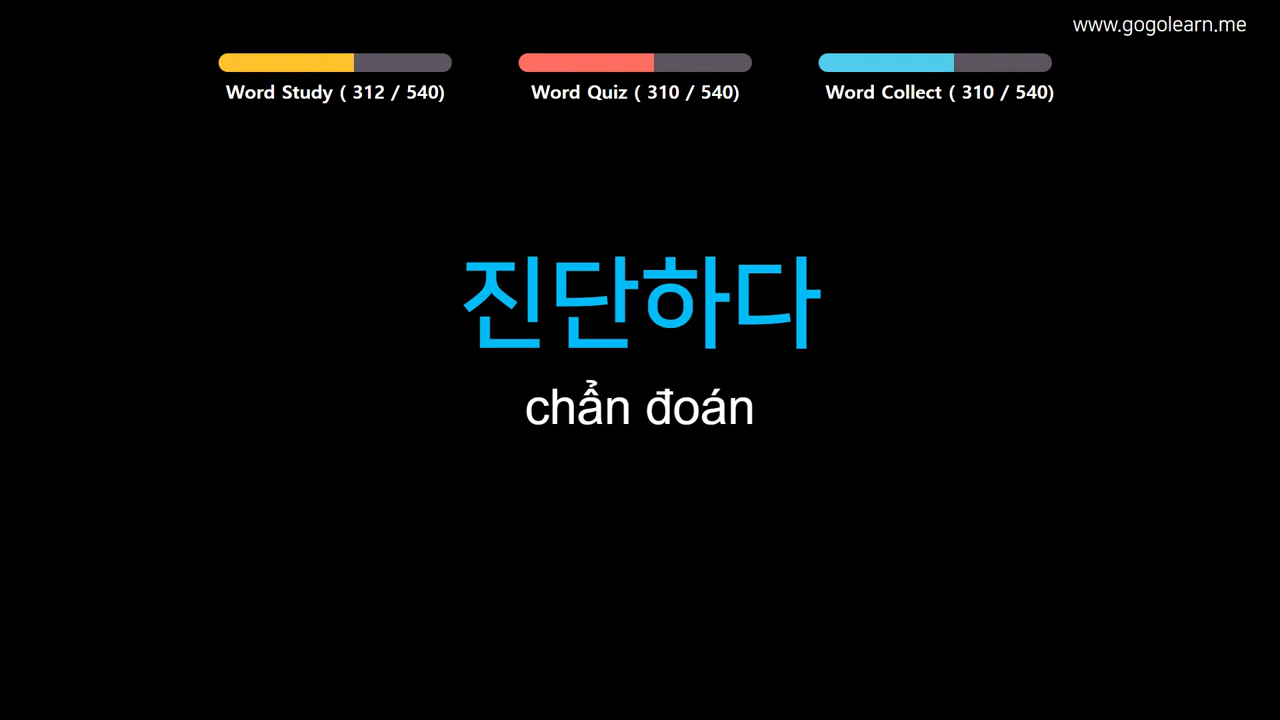 www.gogolearn.me
Word Study ( 312 / 540)
Word Quiz ( 310 / 540)
Word Collect ( 310 / 540)
진단하다
chẩn đoán